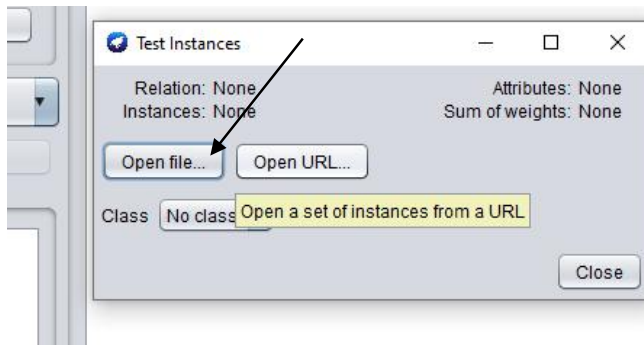 Test Instances
Relation: None Attributes: None
Instances: None Sum of weights: None
Open file... Open URL...
Class No class Open a set of instances from a URL
Close